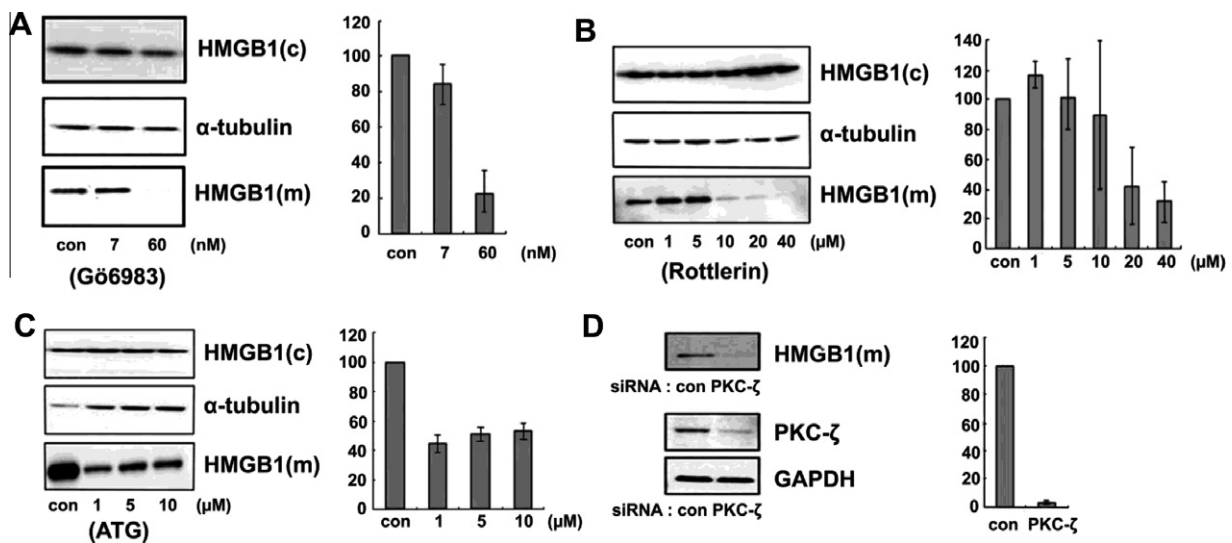 A
HMGB1(c)
α-tubulin
HMGB1(m)
con 7 60 (nM)
(Gö6983)
120
100
80
60
40
20
0
con 7 60 (nM)
B
HMGB1(c)
α-tubulin
HMGB1(m)
con 1 5 10 20 40 (μM)
(Rottlerin)
140
120
100
80
60
40
20
0
con 1 5 10 20 40 (μM)
C
HMGB1(c)
α-tubulin
HMGB1(m)
con 1 5 10 (μM)
(ATG)
120
100
80
60
40
20
0
con 1 5 10 (μM)
D
HMGB1(m)
siRNA : con PKC-ζ
PKC-ζ
GAPDH
siRNA : con PKC-ζ
120
100
80
60
40
20
0
con PKC-ζ